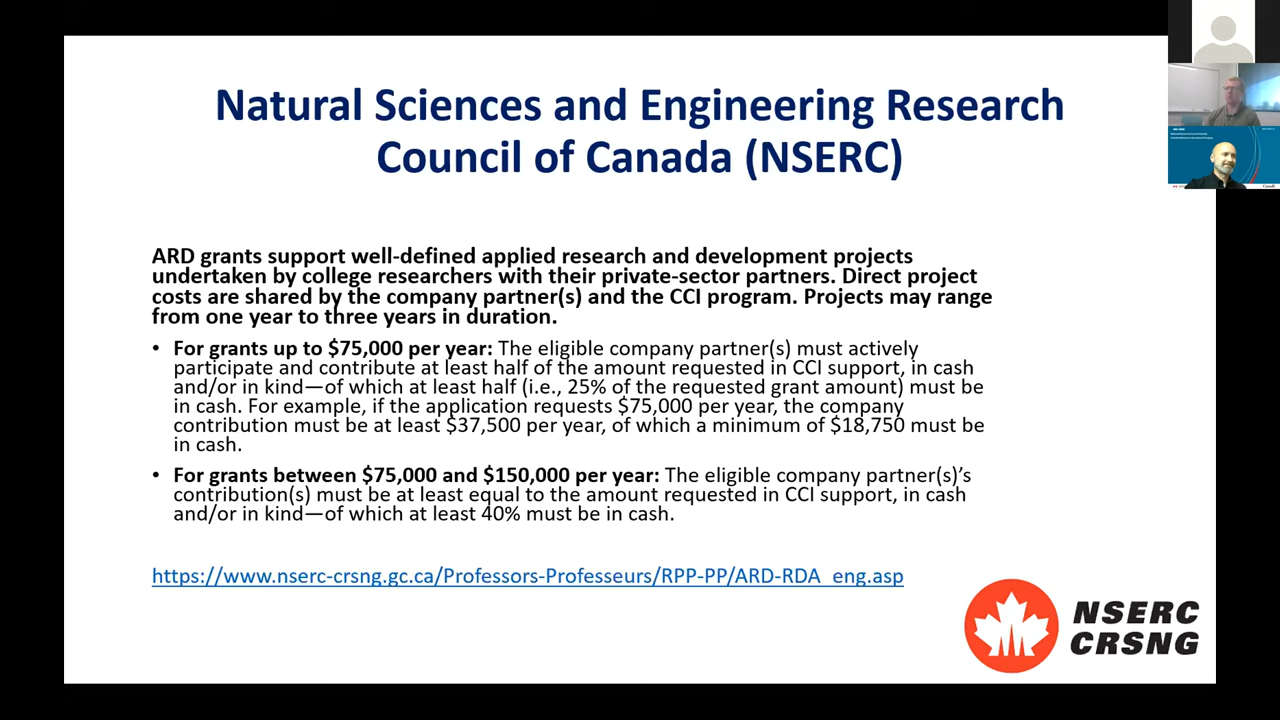 Natural Sciences and Engineering Research
Council of Canada (NSERC)
ARD grants support well-defined applied research and development projects
undertaken by college researchers with their private-sector partners. Direct project
costs are shared by the company partner(s) and the CCI program. Projects may range
from one year to three years in duration.
• For grants up to $75,000 per year: The eligible company partner(s) must actively
participate and contribute at least half of the amount requested in CCI support, in cash
and/or in kind—of which at least half (i.e., 25% of the requested grant amount) must be
in cash. For example, if the application requests $75,000 per year, the company
contribution must be at least $37,500 per year, of which a minimum of $18,750 must be
in cash.
• For grants between $75,000 and $150,000 per year: The eligible company partner(s)’s
contribution(s) must be at least equal to the amount requested in CCI support, in cash
and/or in kind—of which at least 40% must be in cash.
https://www.nserc-crsng.gc.ca/Professors-Professeurs/RPP-PP/ARD-RDA_eng.asp
NSERC
CRSNG